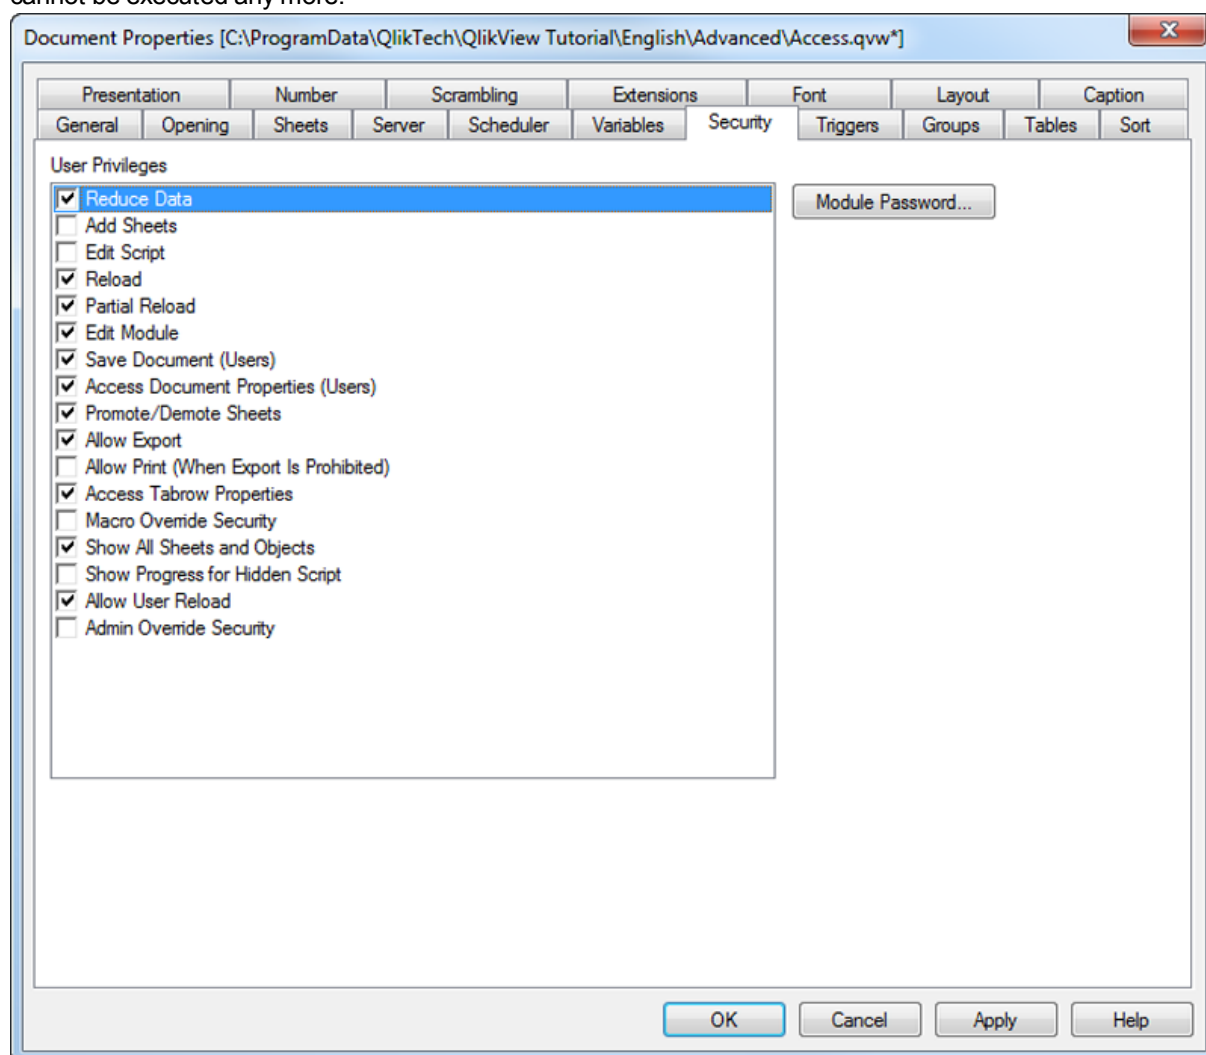 cannot be executed any more.
Document Properties [C:\ProgramData\QlikTech\QlikView Tutorial\English\Advanced\Access.qvw*]
Presentation Number Scrambling Extensions Font Layout Caption
General Opening Sheets Server Scheduler Variables Security Triggers Groups Tables Sort
User Privileges
Reduce Data
Module Password...
Add Sheets
Edit Script
Reload
Partial Reload
Edit Module
Save Document (Users)
Access Document Properties (Users)
Promote/Demote Sheets
Allow Export
Allow Print (When Export Is Prohibited)
Access Tabrow Properties
Macro Override Security
Show All Sheets and Objects
Show Progress for Hidden Script
Allow User Reload
Admin Override Security
OK Cancel Apply Help